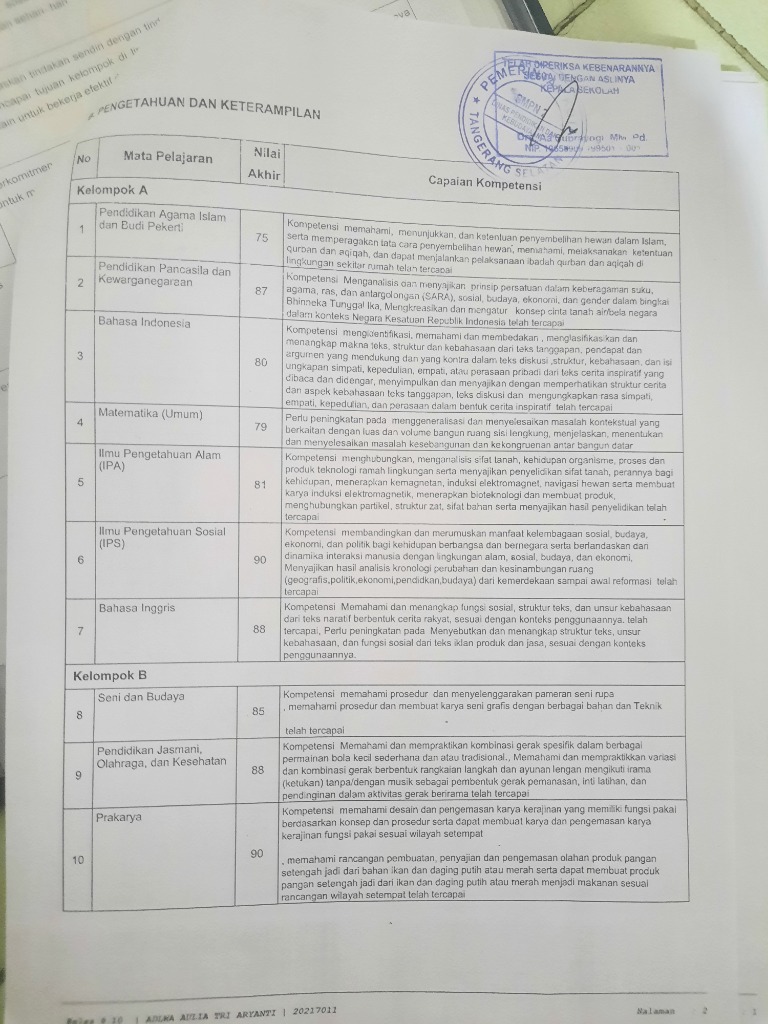 kian tindakan sendiri dengan
capai tujuan kelompok di
ain untuk bekerja efektif
erkomitmen
TELAH DIPERIKSA KEBENARANNYA
SESUAI DENGAN ASLINYA
KEPALA SEKOLAH
TANGERANG SELATAN
PENGETAHUAN DAN KETERAMPILAN
No
Mata Pelajaran
Nilai
Akhir
Capaian Kompetensi
Kelompok A
1
Pendidikan Agama Islam
dan Budi Pekerti
75
Kompetensi memahami, menunjukkan, dan ketentuan penyembelihan hewan dalam Islam,
serta memperagakan tata cara penyembelihan hewan, memahami, melaksanakan ketentuan
qurban dan aqiqah, dan dapat menjalankan pelaksanaan ibadah qurban dan aqiqah di
lingkungan sekitar rumah telah tercapai
2
Pendidikan Pancasila dan
Kewarganegaraan
87
Kompetensi Menganalisis dan menyajikan prinsip persatuan dalam keberagaman suku,
agama, ras, dan antargolongan (SARA), sosial, budaya, ekonomi, dan gender dalam bingkai
Bhinneka Tunggal Ika, Mengkreasikan dan mengatur konsep cinta tanah air/bela negara
dalam konteks Negara Kesatuan Republik Indonesia telah tercapai
3
Bahasa Indonesia
80
Kompetensi mengidentifikasi, memahami dan membedakan , menglasifikasikan dan
menangkap makna teks, struktur dan kebahasaan dari teks tanggapan, pendapat dan
argumen yang mendukung dan yang kontra dalam teks diskusi ,struktur, kebahasaan, dan isi
ungkapan simpati, kepedulian, empati, atau perasaan pribadi dari teks cerita inspiratif yang
dibaca dan didengar, menyimpulkan dan menyajikan dengan memperhatikan struktur cerita
dan aspek kebahasaan teks tanggapan, teks diskusi dan mengungkapkan rasa simpati,
empati, kepedulian, dan perasaan dalam bentuk cerita inspiratif telah tercapai
4
Matematika (Umum)
79
Perlu peningkatan pada menggeneralisasi dan menyelesaikan masalah kontekstual yang
berkaitan dengan luas dan volume bangun ruang sisi lengkung, menjelaskan, menentukan
dan menyelesaikan masalah kesebangunan dan kekongruenan antar bangun datar
5
Ilmu Pengetahuan Alam
(IPA)
81
Kompetensi menghubungkan, menganalisis sifat tanah, kehidupan organisme, proses dan
produk teknologi ramah lingkungan serta menyajikan penyelidikan sifat tanah, perannya bagi
kehidupan, menerapkan kemagnetan, induksi elektromagnet, navigasi hewan serta membuat
karya induksi elektromagnetik, menerapkan bioteknologi dan membuat produk,
menghubungkan partikel, struktur zat, sifat bahan serta menyajikan hasil penyelidikan telah
tercapai
6
Ilmu Pengetahuan Sosial
(IPS)
90
Kompetensi membandingkan dan merumuskan manfaat kelembagaan sosial, budaya,
ekonomi, dan politik bagi kehidupan berbangsa dan bernegara serta berlandaskan dari
dinamika interaksi manusia dengan lingkungan alam, sosial, budaya, dan ekonomi,
Menyajikan hasil analisis kronologi perubahan dan kesinambungan ruang
(geografis,politik,ekonomi,pendidkan,budaya) dari kemerdekaan sampai awal reformasi telah
tercapai
7
Bahasa Inggris
88
Kompetensi Memahami dan menangkap fungsi sosial, struktur teks, dan unsur kebahasaan
dari teks naratif berbentuk cerita rakyat, sesuai dengan konteks penggunaannya. telah
tercapai, Perlu peningkatan pada Menyebutkan dan menangkap struktur teks, unsur
kebahasaan, dan fungsi sosial dari teks iklan produk dan jasa, sesuai dengan konteks
penggunaannya.
Kelompok B
8
Seni dan Budaya
85
Kompetensi memahami prosedur dan menyelenggarakan pameran seni rupa
, memahami prosedur dan membuat karya seni grafis dengan berbagai bahan dan Teknik
telah tercapai
9
Pendidikan Jasmani,
Olahraga, dan Kesehatan
88
Kompetensi Memahami dan mempraktikan kombinasi gerak spesifik dalam berbagai
permainan bola kecil sederhana dan atau tradisional., Memahami dan mempraktikkan variasi
dan kombinasi gerak berbentuk rangkaian langkah dan ayunan lengan mengikuti irama
(ketukan) tanpa/dengan musik sebagai pembentuk gerak pemanasan, inti latihan, dan
pendinginan dalam aktivitas gerak berirama telah tercapai
10
Prakarya
90
Kompetensi memahami desain dan pengemasan karya kerajinan yang memiliki fungsi pakai
berdasarkan konsep dan prosedur serta dapat membuat karya dan pengemasan karya
kerajinan fungsi pakai sesuai wilayah setempat
, memahami rancangan pembuatan, penyajian dan pengemasan olahan produk pangan
setengah jadi dari bahan ikan dan daging putih atau merah serta dapat membuat produk
pangan setengah jadi dari ikan dan daging putih atau merah menjadi makanan sesuai
rancangan wilayah setempat telah tercapai
| ADLWA AULIA TRI ARYANTI | 20217011
Halaman 2